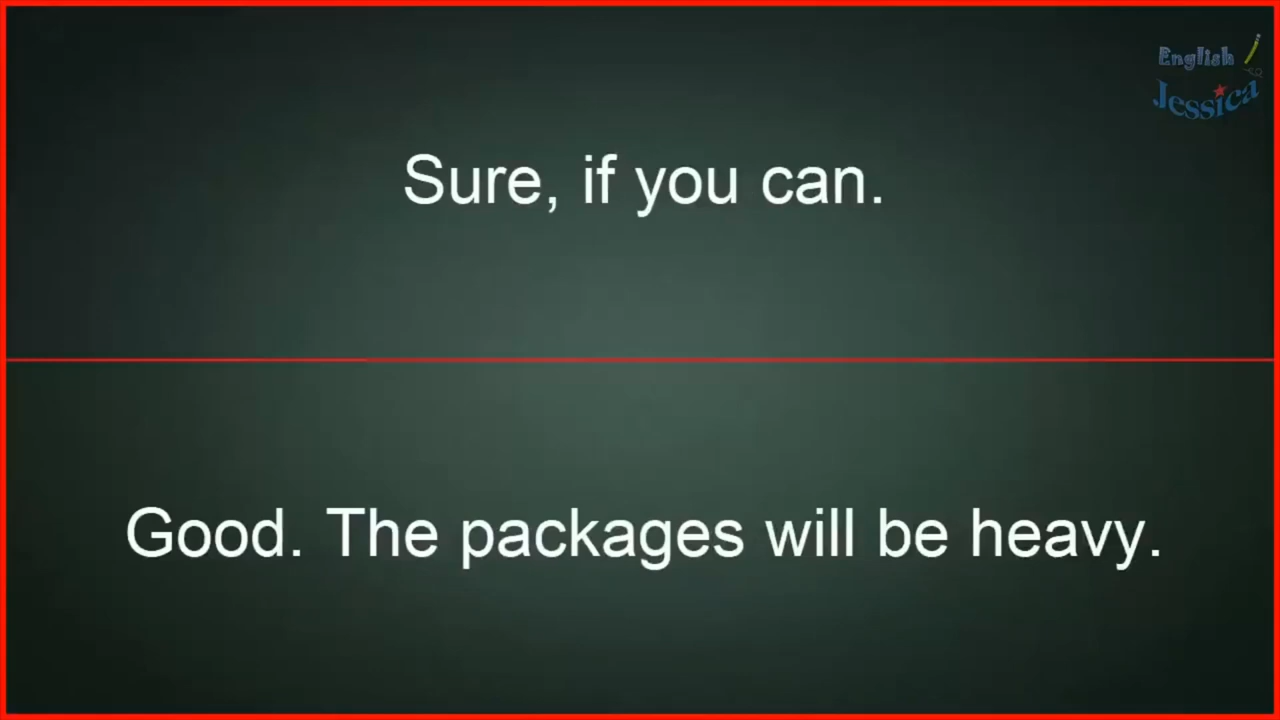 English
Jessica
Sure, if you can.
Good. The packages will be heavy.